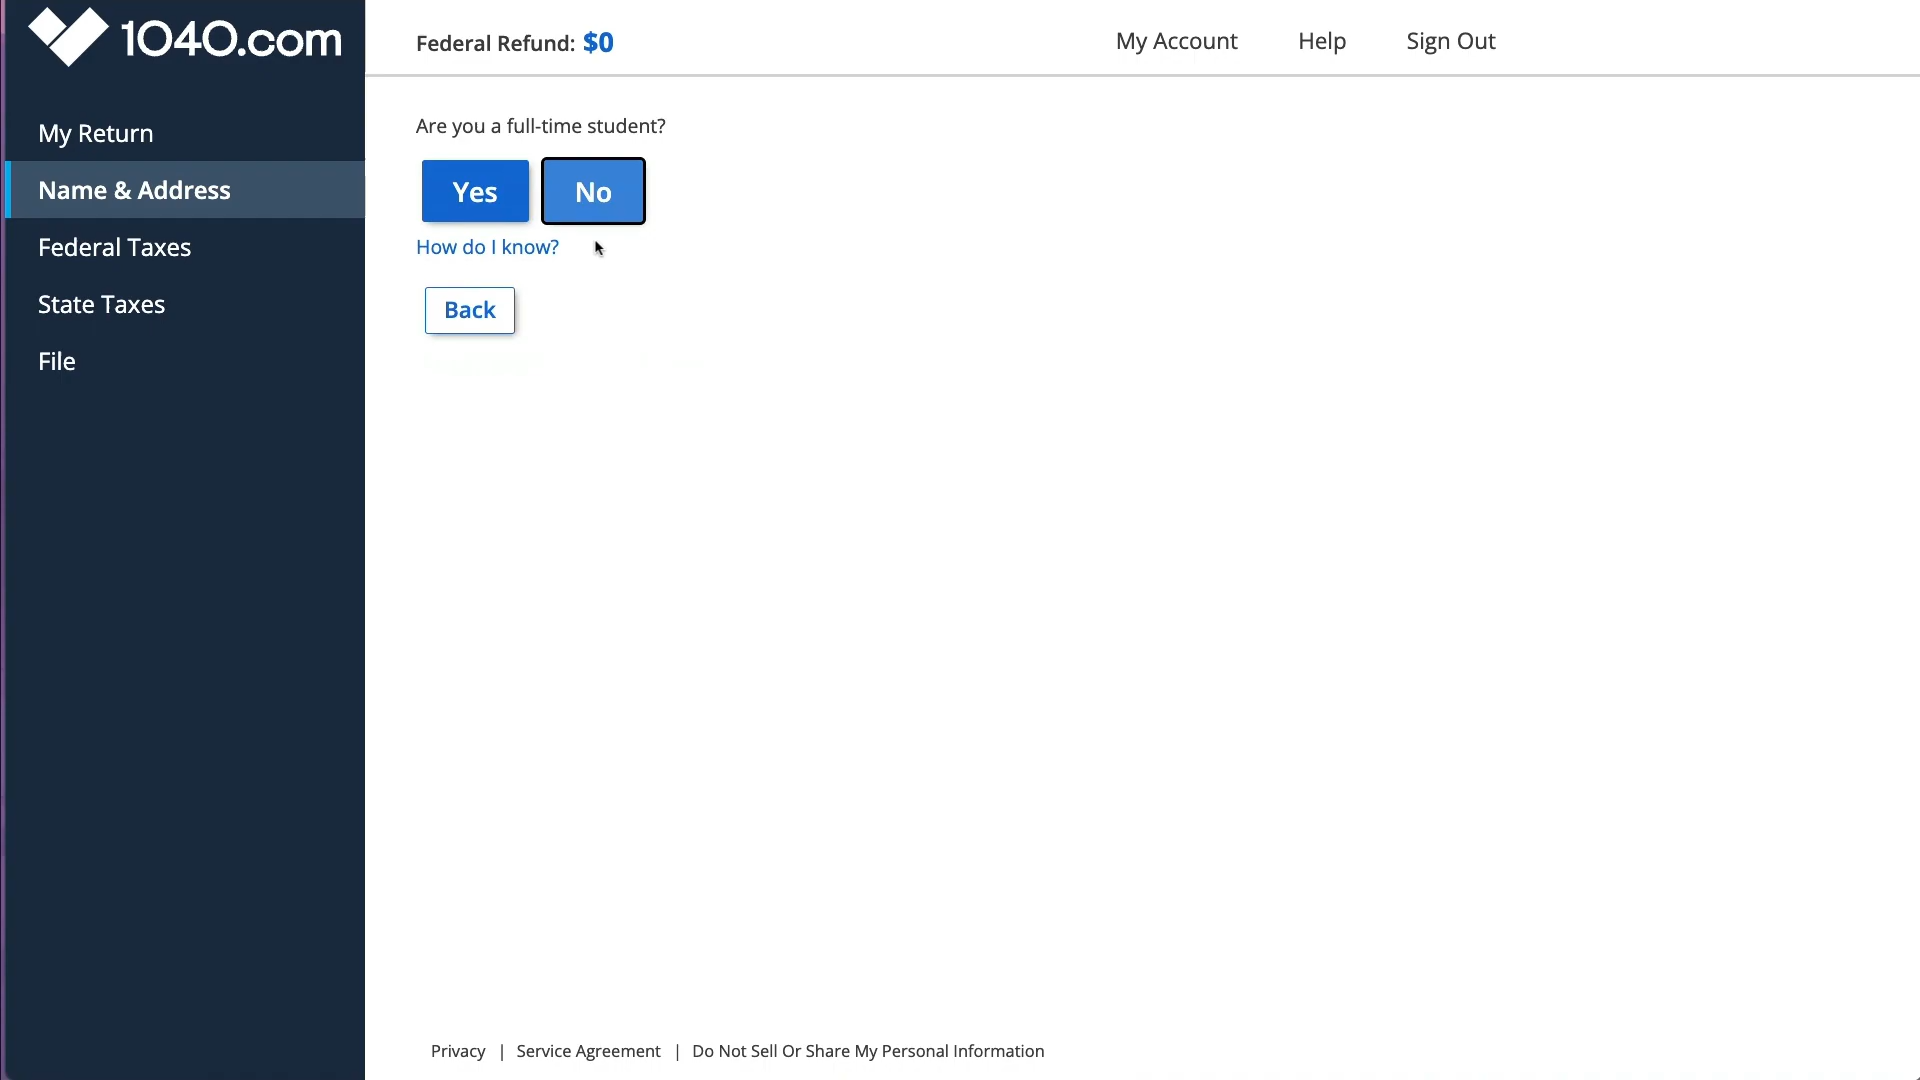 1040.com
Federal Refund: $0
My Account
Help
Sign Out
My Return
Name & Address
Federal Taxes
State Taxes
File
Are you a full-time student?
Yes
No
How do I know?
Back
Privacy | Service Agreement | Do Not Sell Or Share My Personal Information